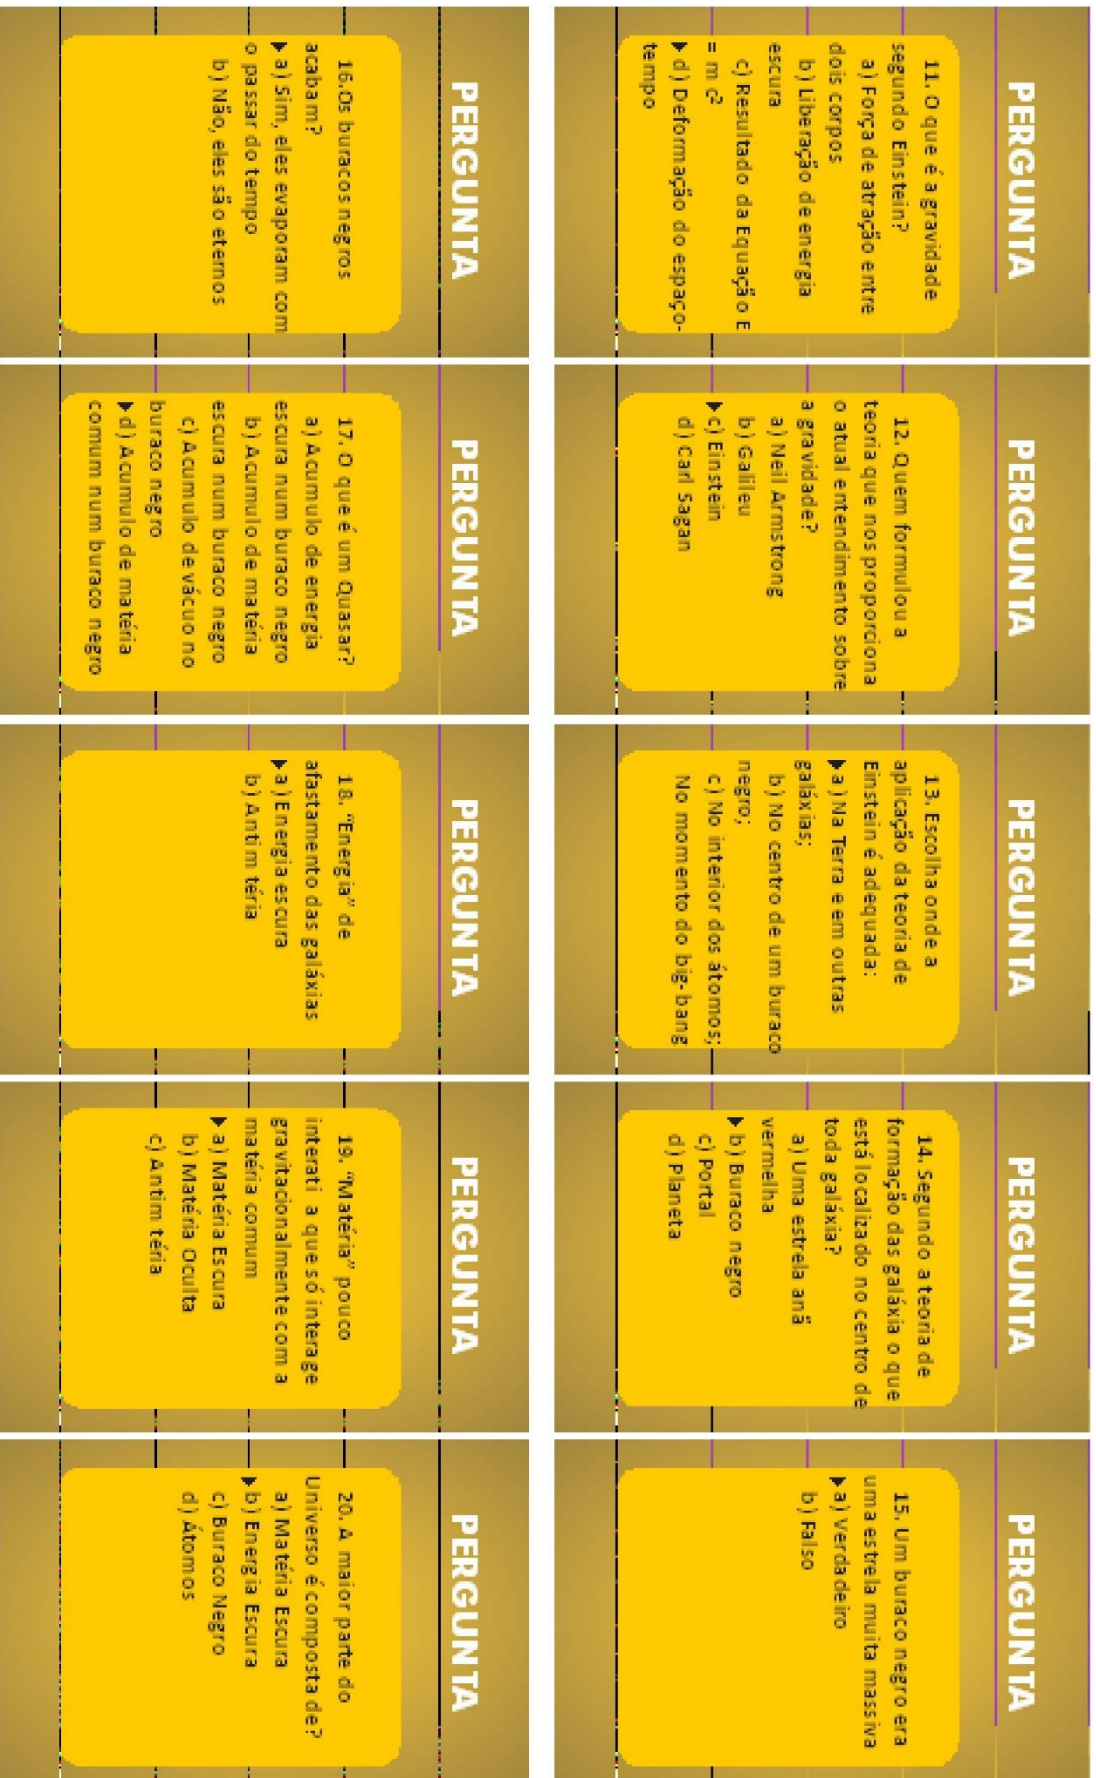 PERGUNTA
11. O que é a gravidade
segundo Einstein?
a) Força de atração entre
dois corpos
b) Liberação de energia
escura
c) Resultado da Equação E
= m c²
▶ d) Deformação do espaço-
tempo
PERGUNTA
12. Quem formulou a
teoria que nos proporciona
o atual entendimento sobre
a gravidade?
a) Neil Armstrong
b) Galileu
▶ c) Einstein
d) Carl Sagan
PERGUNTA
13. Escolha onde a
aplicação da teoria de
Einstein é adequada:
▶ a) Na Terra e em outras
galáxias;
b) No centro de um buraco
negro;
c) No interior dos átomos;
No momento do big-bang
PERGUNTA
14. Segundo a teoria de
formação das galáxia o que
está localizado no centro de
toda galáxia?
a) Uma estrela anã
vermelha
▶ b) Buraco negro
c) Portal
d) Planeta
PERGUNTA
15. Um buraco negro era
uma estrela muita massiva
▶ a) Verdadeiro
b) Falso
PERGUNTA
16.Os buracos negros
acabam?
▶ a) Sim, eles evaporam com
o passar do tempo
b) Não, eles são eternos
PERGUNTA
17. O que é um Quasar?
a) Acumulo de energia
escura num buraco negro
b) Acumulo de matéria
escura num buraco negro
c) Acumulo de vácuo no
buraco negro
▶ d) Acumulo de matéria
comum num buraco negro
PERGUNTA
18. "Energia" de
afastamento das galáxias
▶ a) Energia escura
b) Antim téria
PERGUNTA
19. "Matéria" pouco
interati a que só interage
gravitacionalmente com a
matéria comum
▶ a) Matéria Escura
b) Matéria Oculta
c) Antim téria
PERGUNTA
20. A maior parte do
Universo é composta de?
a) Matéria Escura
▶ b) Energia Escura
c) Buraco Negro
d) Átomos